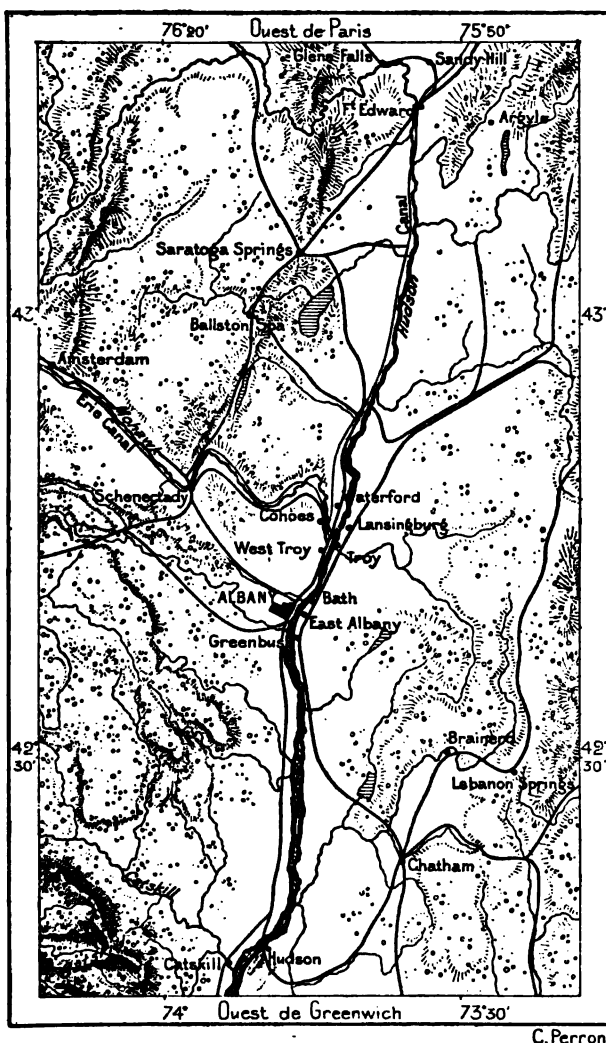 76°20' Ouest de Paris 75°50'
Glens Falls
Sandy Hill
Ft Edward
Argyle
Canal
Saratoga Springs
Hudson
43° 43°
Ballston Spa
Amsterdam
Mohawk
Erie Canal
Schenectady
Waterford
Cohoes
Lansingburg
West Troy
Troy
ALBANY
Bath
East Albany
Greenbush
Brainerd
42° 42°
30' 30'
Lebanon Springs
Chatham
Catskill
Catskill
Hudson
74° Ouest de Greenwich 73°30'
C. Perron